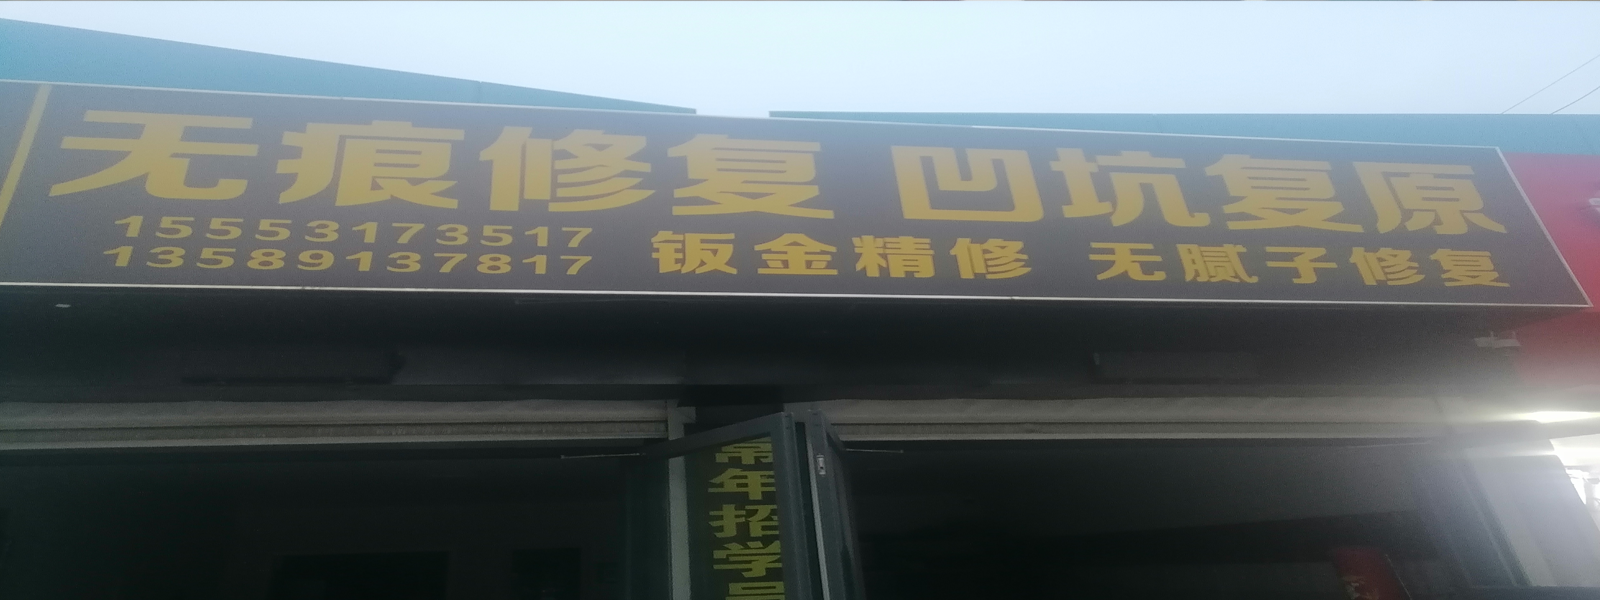 无痕修复 凹坑复原
15553173517
13589137817
钣金精修 无腻子修复
常年招学员